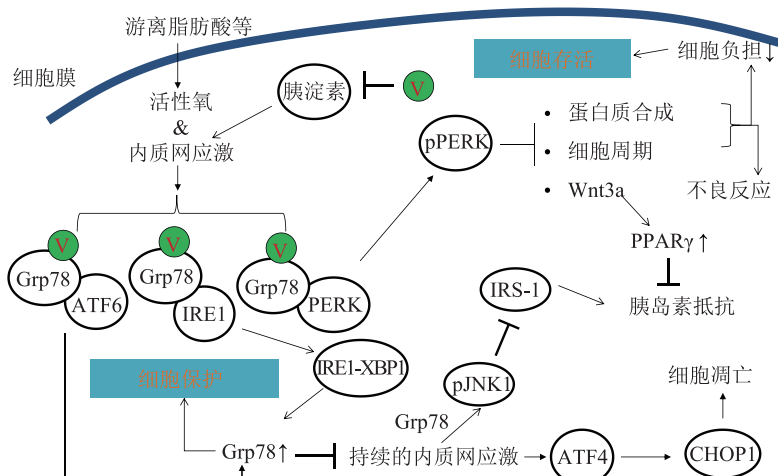 游离脂肪酸等
细胞膜
活性氧
&
内质网应激
胰淀素
V
细胞存活
细胞负担↓
pPERK
• 蛋白质合成
• 细胞周期
• Wnt3a
不良反应
PPARγ↑
胰岛素抵抗
V
Grp78
ATF6
V
Grp78
IRE1
V
Grp78
PERK
IRS-1
IRE1-XBP1
细胞保护
pJNK1
Grp78
细胞凋亡
Grp78↑
持续的内质网应激
ATF4
CHOP1